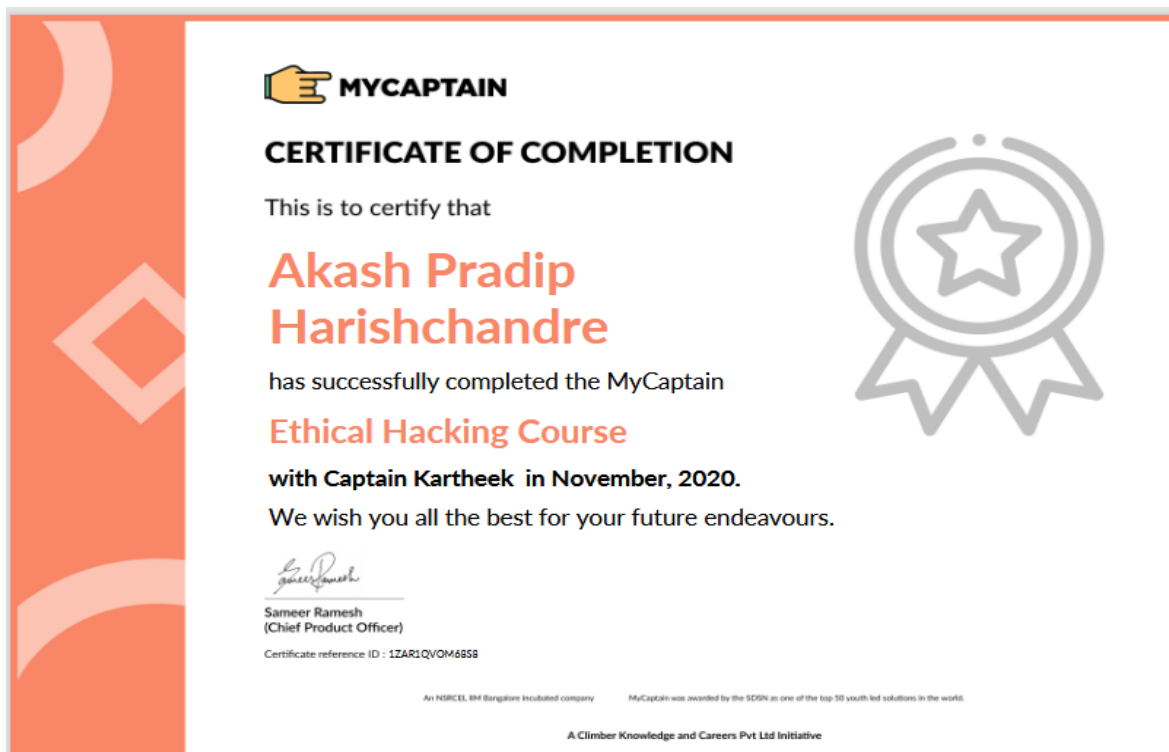 MYCAPTAIN
CERTIFICATE OF COMPLETION
This is to certify that
Akash Pradip
Harishchandre
has successfully completed the MyCaptain
Ethical Hacking Course
with Captain Kartheek in November, 2020.
We wish you all the best for your future endeavours.
Sameer Ramesh
Sameer Ramesh
(Chief Product Officer)
Certificate reference ID : 1ZAR1QVOM6858
An NSRCEL IIM Bangalore incubated company MyCaptain was awarded by the SDSN as one of the top 50 youth led solutions in the world.
A Climber Knowledge and Careers Pvt Ltd Initiative